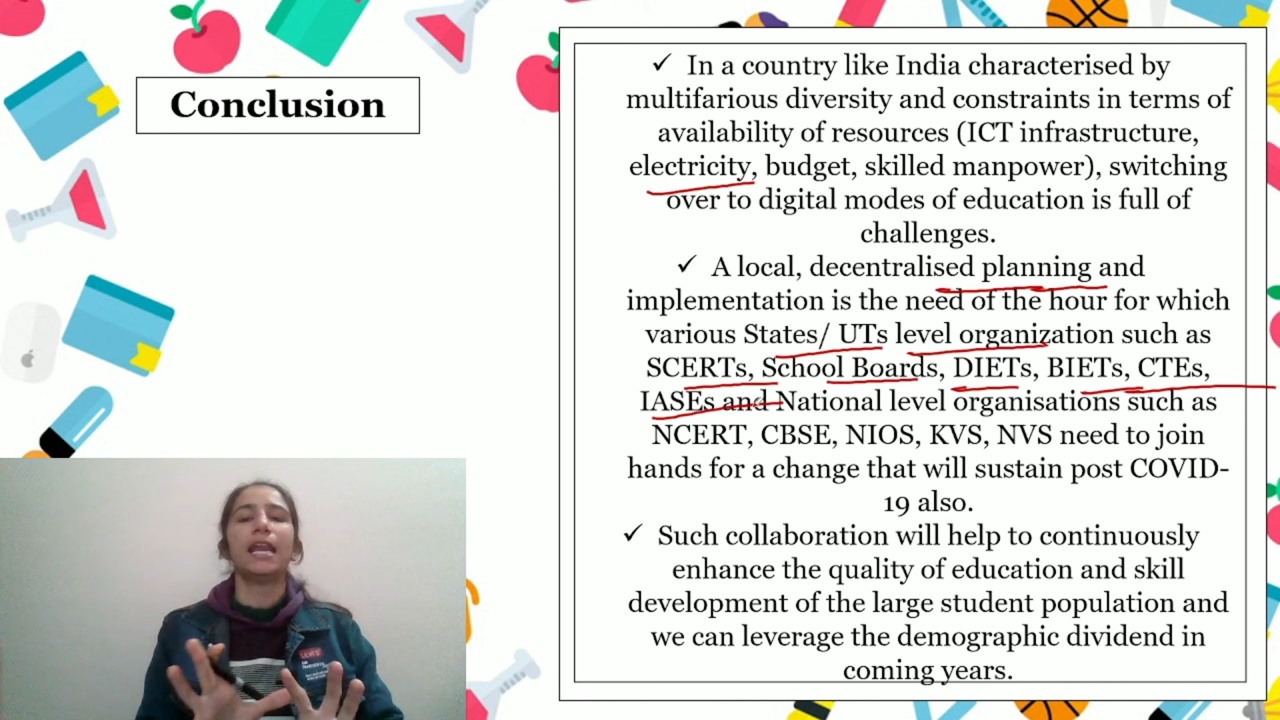 Conclusion
✓ In a country like India characterised by
multifarious diversity and constraints in terms of
availability of resources (ICT infrastructure,
electricity, budget, skilled manpower), switching
over to digital modes of education is full of
challenges.
✓ A local, decentralised planning and
implementation is the need of the hour for which
various States/ UTs level organization such as
SCERTs, School Boards, DIETs, BIETs, CTEs,
IASEs and National level organisations such as
NCERT, CBSE, NIOS, KVS, NVS need to join
hands for a change that will sustain post COVID-
19 also.
✓ Such collaboration will help to continuously
enhance the quality of education and skill
development of the large student population and
we can leverage the demographic dividend in
coming years.